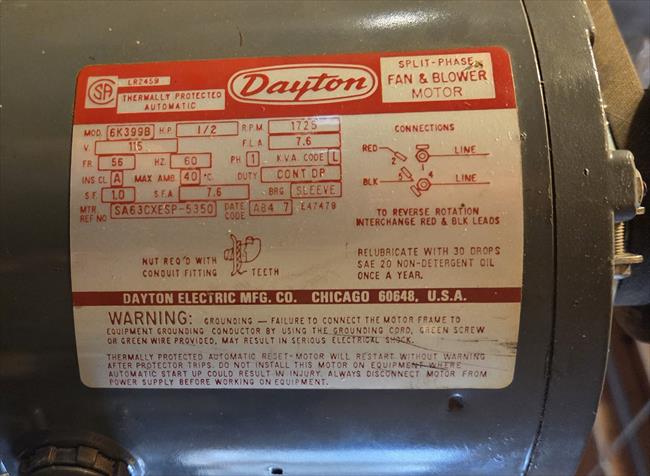 SA
LR2459
THERMALLY PROTECTED
AUTOMATIC
Dayton
SPLIT-PHASE
FAN & BLOWER
MOTOR
MOD. 6K399B H.P. 1/2 R.P.M. 1725
V. 115 F.L.A. 7.6
FR. 56 HZ. 60 PH 1 K.V.A. CODE L
INS CL A MAX AMB. 40 °C. DUTY CONT DP
S.F. 1.0 S.F.A. 7.6 BRG SLEEVE
MTR. REF NO SA63CXESP-5350 DATE CODE A84 7 E47479
CONNECTIONS
RED 2 1 LINE
BLK 3 4 LINE
TO REVERSE ROTATION
INTERCHANGE RED & BLK LEADS
NUT REQ'D WITH
CONDUIT FITTING
TEETH
RELUBRICATE WITH 30 DROPS
SAE 20 NON-DETERGENT OIL
ONCE A YEAR.
DAYTON ELECTRIC MFG. CO. CHICAGO 60648, U.S.A.
WARNING: GROUNDING — FAILURE TO CONNECT THE MOTOR FRAME TO
EQUIPMENT GROUNDING CONDUCTOR BY USING THE GROUNDING CORD, GREEN SCREW
OR GREEN WIRE PROVIDED, MAY RESULT IN SERIOUS ELECTRICAL SHOCK.
THERMALLY PROTECTED AUTOMATIC RESET-MOTOR WILL RESTART WITHOUT WARNING
AFTER PROTECTOR TRIPS. DO NOT INSTALL THIS MOTOR ON EQUIPMENT WHERE
AUTOMATIC START UP COULD RESULT IN INJURY. ALWAYS DISCONNECT MOTOR FROM
POWER SUPPLY BEFORE WORKING ON EQUIPMENT.